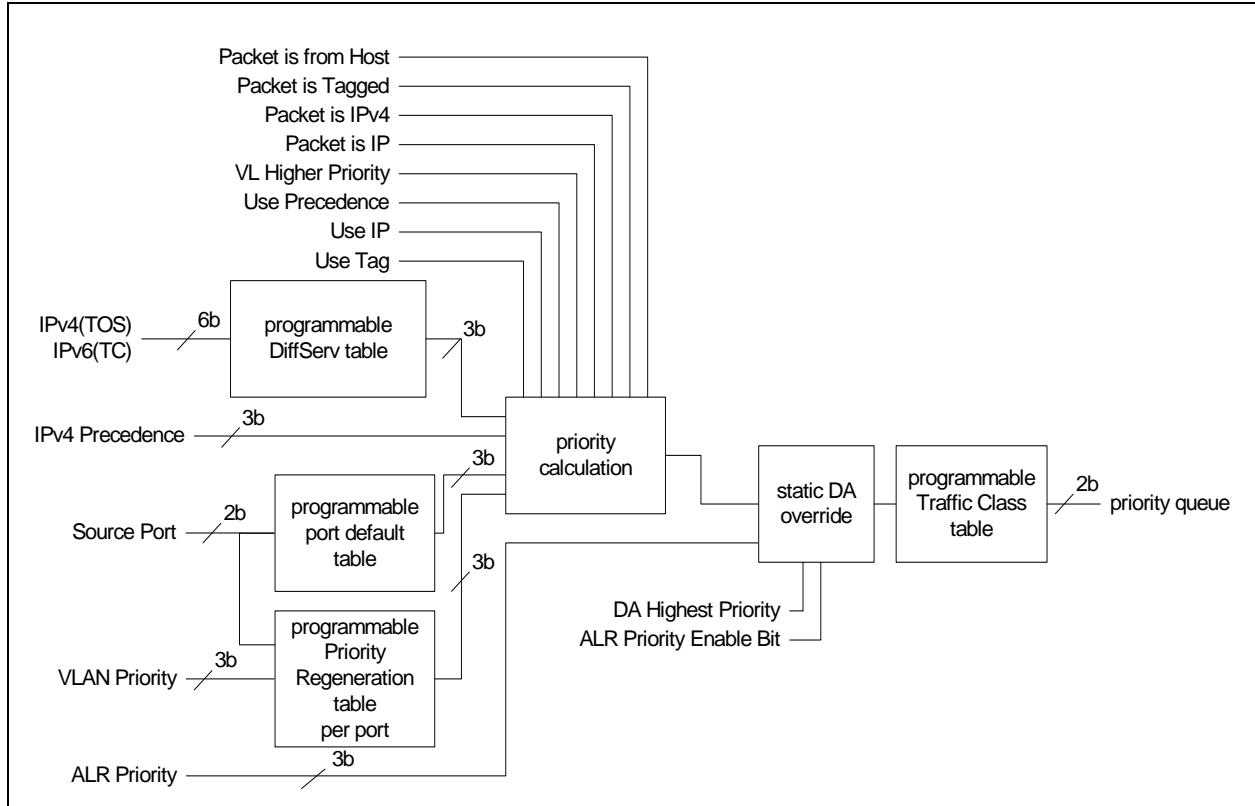 Packet is from Host
Packet is Tagged
Packet is IPv4
Packet is IP
VL Higher Priority
Use Precedence
Use IP
Use Tag
IPv4(TOS)
IPv6(TC)
6b
programmable
DiffServ table
3b
IPv4 Precedence
3b
priority
calculation
3b
Source Port
2b
programmable
port default
table
3b
static DA
override
programmable
Traffic Class
table
2b
priority queue
DA Highest Priority
ALR Priority Enable Bit
VLAN Priority
3b
programmable
Priority
Regeneration
table
per port
ALR Priority
3b